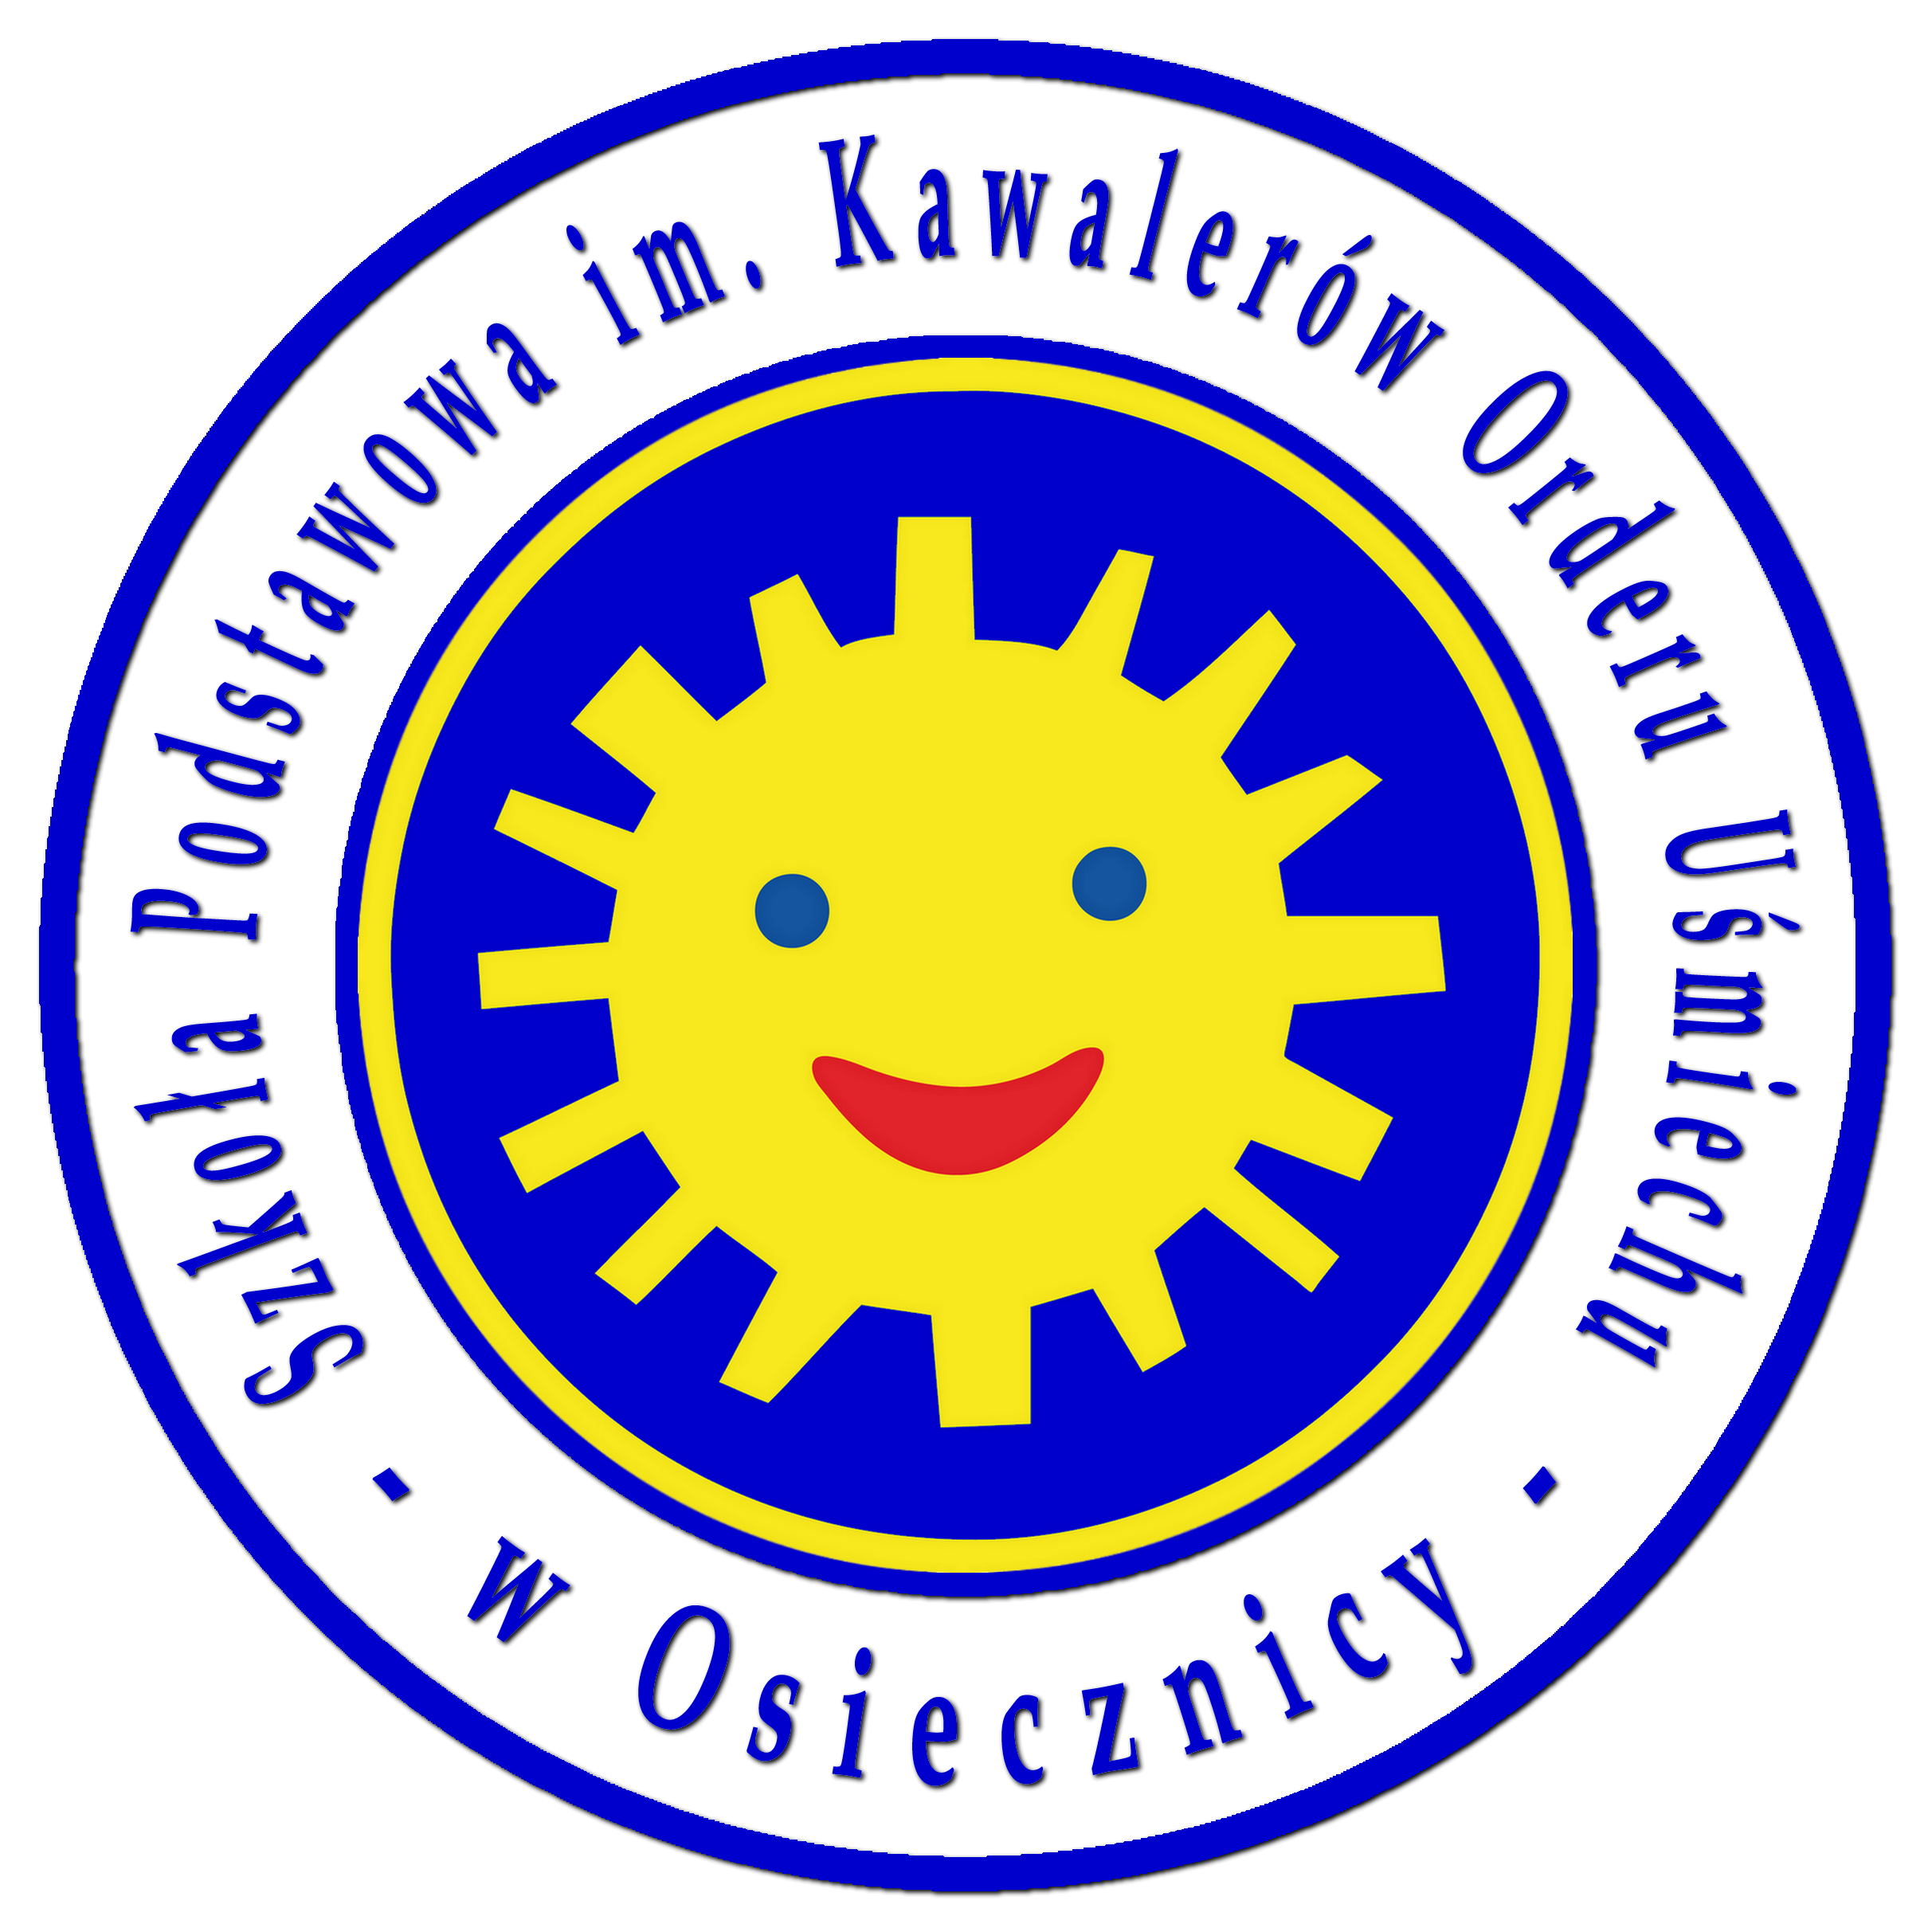 Szkoła Podstawowa im. Kawalerów Orderu Uśmiechu
- w Osiecznicy -